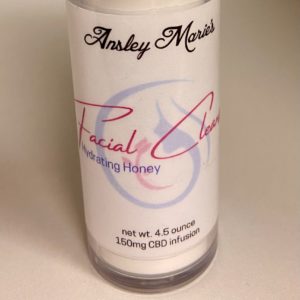 Ansley Marie's
Facial Clean
Hydrating Honey
net wt. 4.5 ounce
150mg CBD infusion